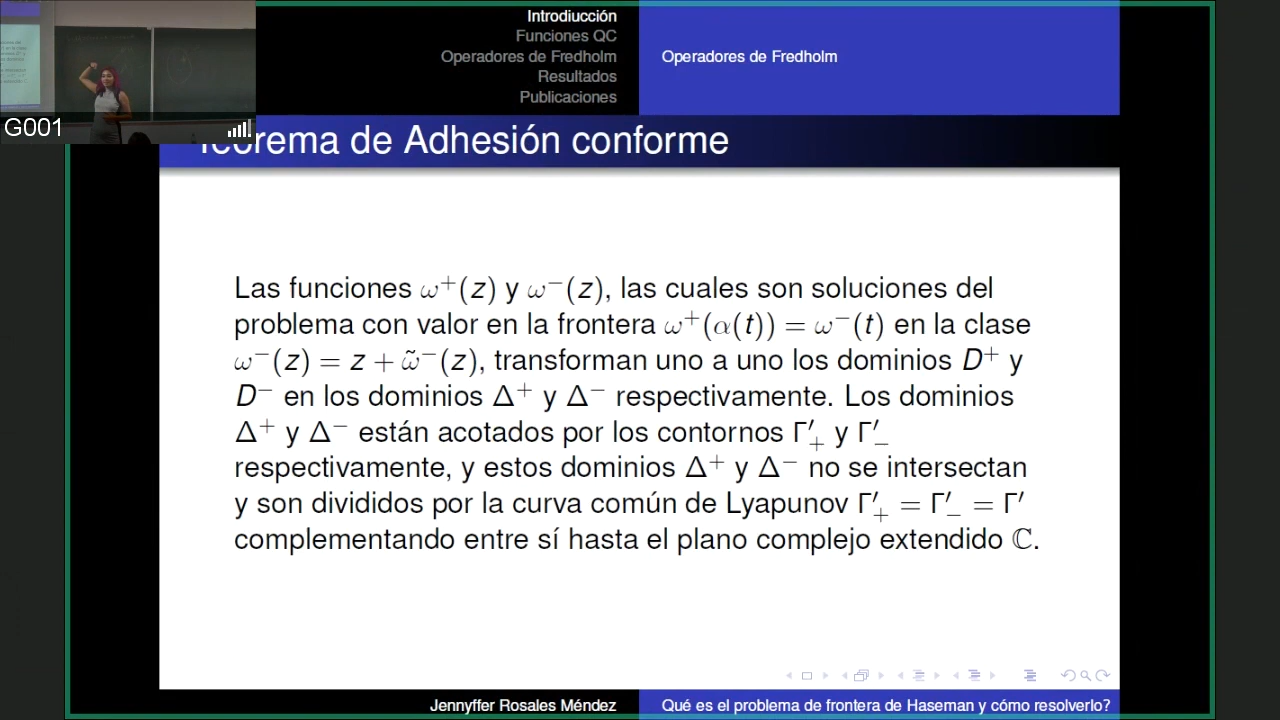 Introdiucción
Funciones QC
Operadores de Fredholm
Resultados
Publicaciones
Operadores de Fredholm
G001
Teorema de Adhesión conforme
Las funciones ω⁺(z) y ω⁻(z), las cuales son soluciones del
problema con valor en la frontera ω⁺(α(t)) = ω⁻(t) en la clase
ω⁻(z) = z + ω̃⁻(z), transforman uno a uno los dominios D⁺ y
D⁻ en los dominios Δ⁺ y Δ⁻ respectivamente. Los dominios
Δ⁺ y Δ⁻ están acotados por los contornos Γ′₊ y Γ′₋
respectivamente, y estos dominios Δ⁺ y Δ⁻ no se intersectan
y son divididos por la curva común de Lyapunov Γ′₊ = Γ′₋ = Γ′
complementando entre sí hasta el plano complejo extendido ℂ.
Jennyffer Rosales Méndez
Qué es el problema de frontera de Haseman y cómo resolverlo?